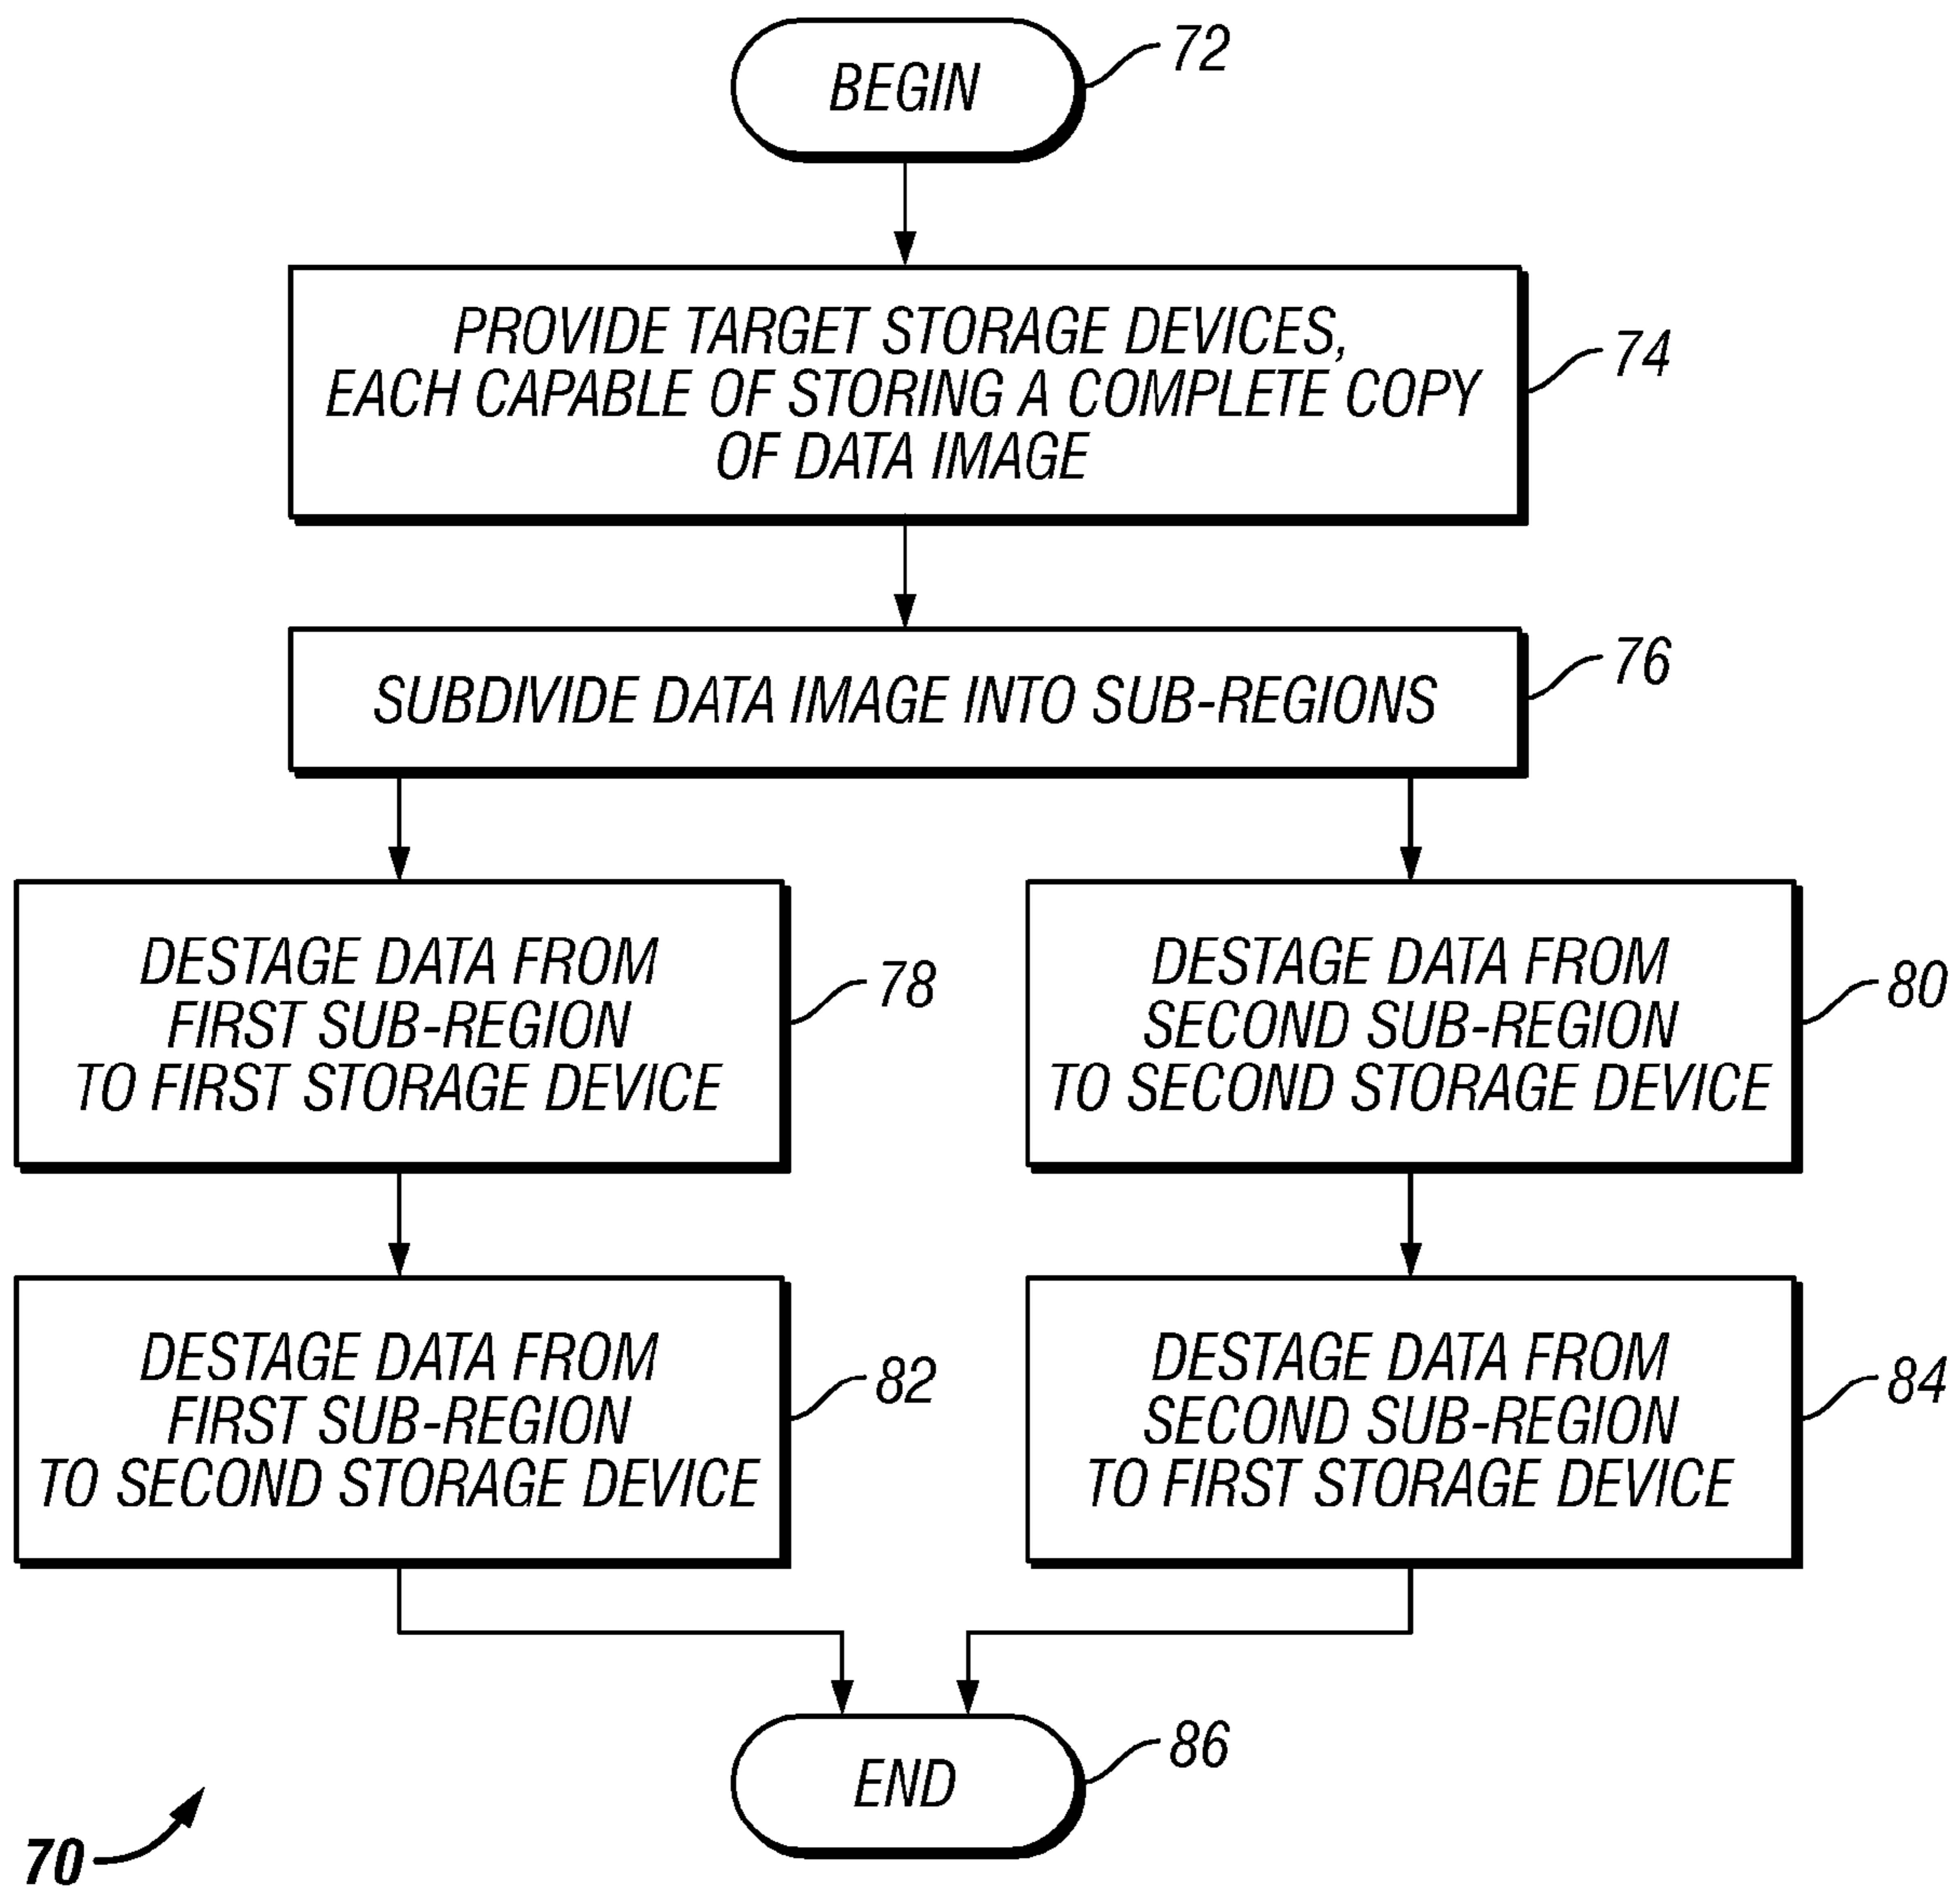 BEGIN
72
PROVIDE TARGET STORAGE DEVICES,
EACH CAPABLE OF STORING A COMPLETE COPY
OF DATA IMAGE
74
SUBDIVIDE DATA IMAGE INTO SUB-REGIONS
76
DESTAGE DATA FROM
FIRST SUB-REGION
TO FIRST STORAGE DEVICE
78
DESTAGE DATA FROM
SECOND SUB-REGION
TO SECOND STORAGE DEVICE
80
DESTAGE DATA FROM
FIRST SUB-REGION
TO SECOND STORAGE DEVICE
82
DESTAGE DATA FROM
SECOND SUB-REGION
TO FIRST STORAGE DEVICE
84
END
86
70